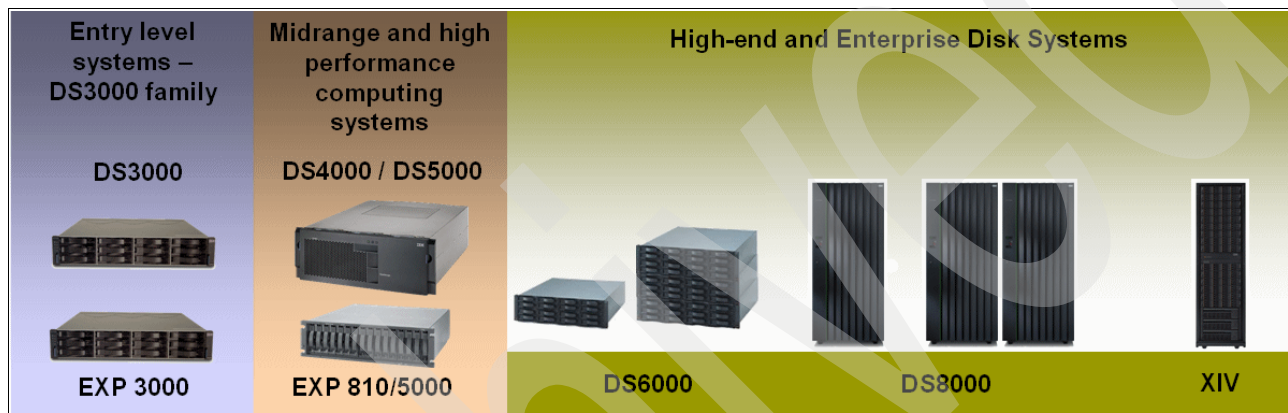 Entry level
systems –
DS3000 family
DS3000
EXP 3000
Midrange and high
performance
computing
systems
DS4000 / DS5000
EXP 810/5000
High-end and Enterprise Disk Systems
DS6000
DS8000
XIV